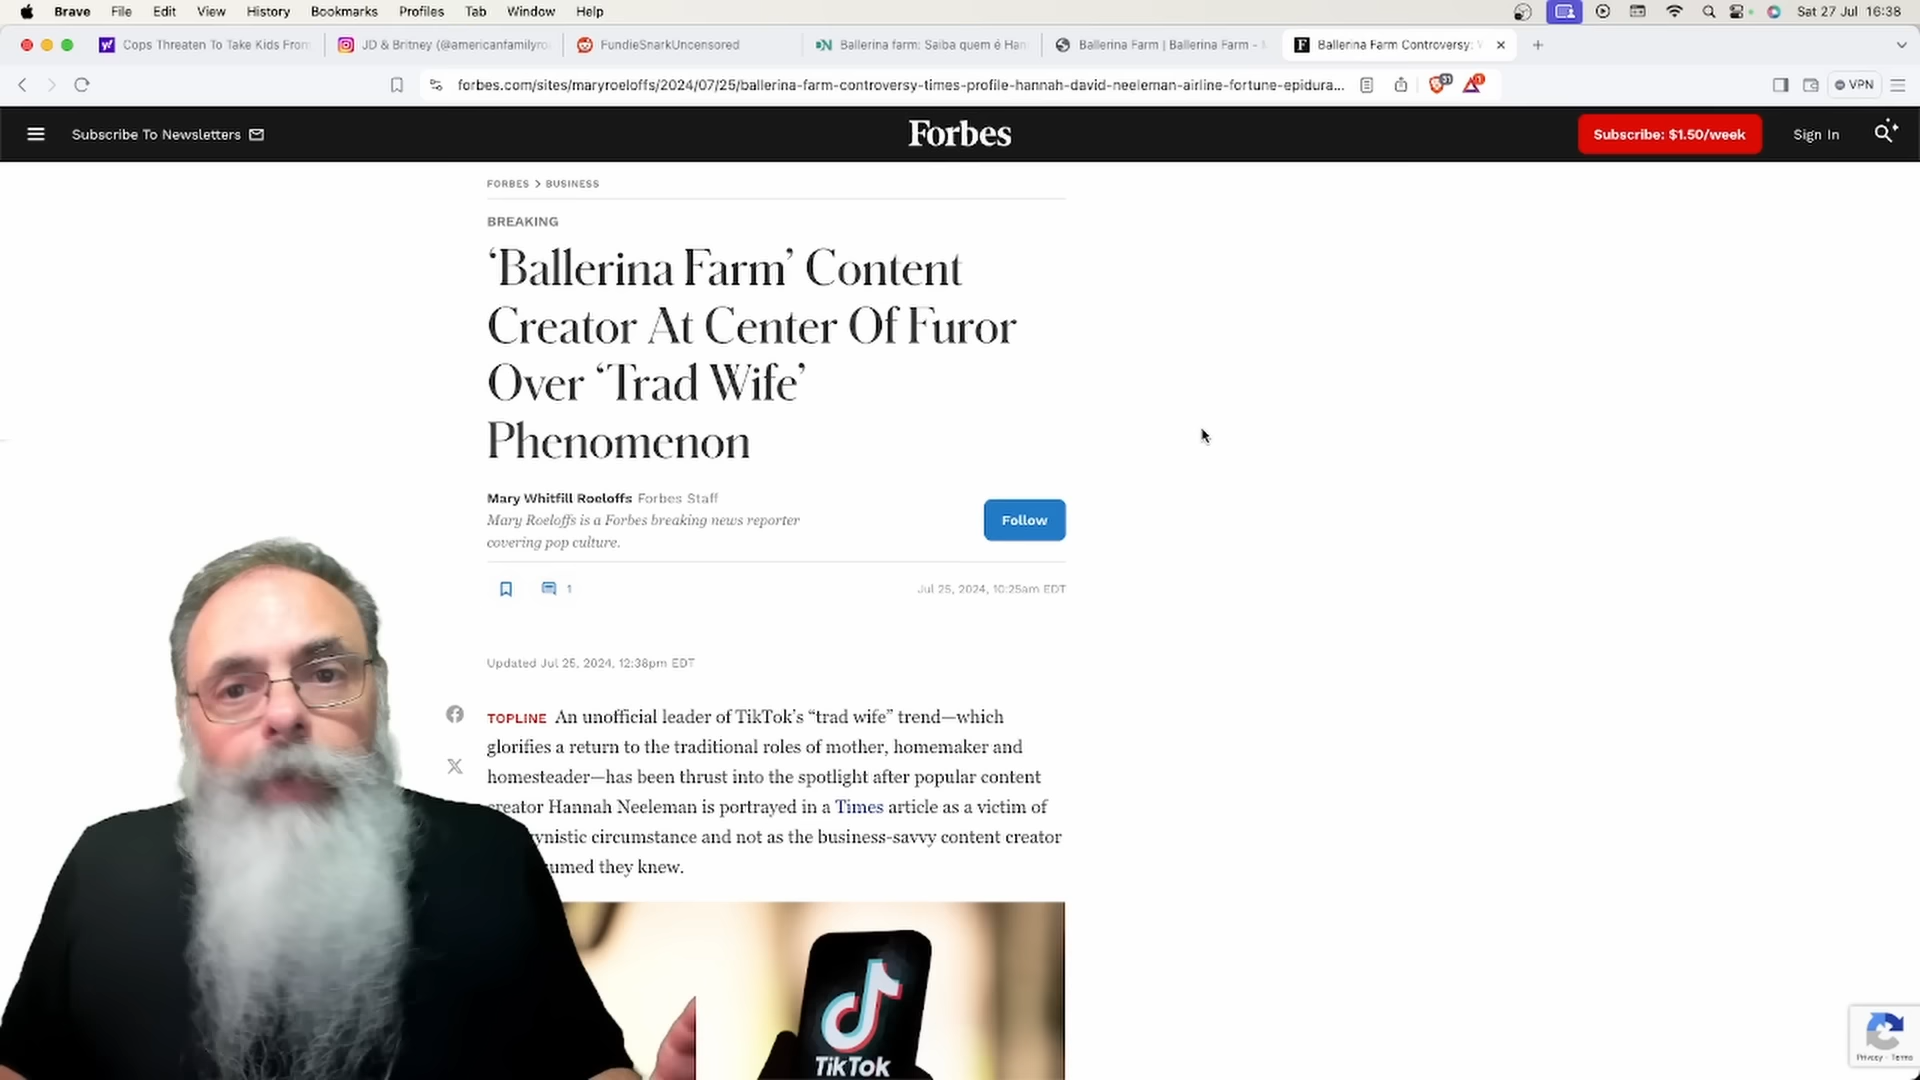 Brave File Edit View History Bookmarks Profiles Tab Window Help Sat 27 Jul 16:38
Cops Threaten To Take Kids From JD & Britney (@americanfamilyro FundieSnarkUncensored Ballerina farm: Saiba quem é Han Ballerina Farm | Ballerina Farm - Ballerina Farm Controversy:
forbes.com/sites/maryroeloffs/2024/07/25/ballerina-farm-controversy-times-profile-hannah-david-neeleman-airline-fortune-epidura... VPN
Subscribe To Newsletters Forbes Subscribe: $1.50/week Sign In
FORBES > BUSINESS
BREAKING
‘Ballerina Farm’ Content
Creator At Center Of Furor
Over ‘Trad Wife’
Phenomenon
Mary Whitfill Roeloffs Forbes Staff
Mary Roeloffs is a Forbes breaking news reporter
covering pop culture.
Follow
1 Jul 25, 2024, 10:25am EDT
Updated Jul 25, 2024, 12:38pm EDT
TOPLINE An unofficial leader of TikTok’s “trad wife” trend—which
glorifies a return to the traditional roles of mother, homemaker and
homesteader—has been thrust into the spotlight after popular content
creator Hannah Neeleman is portrayed in a Times article as a victim of
ynistic circumstance and not as the business-savvy content creator
umed they knew.
TikTok
Privacy - Terms